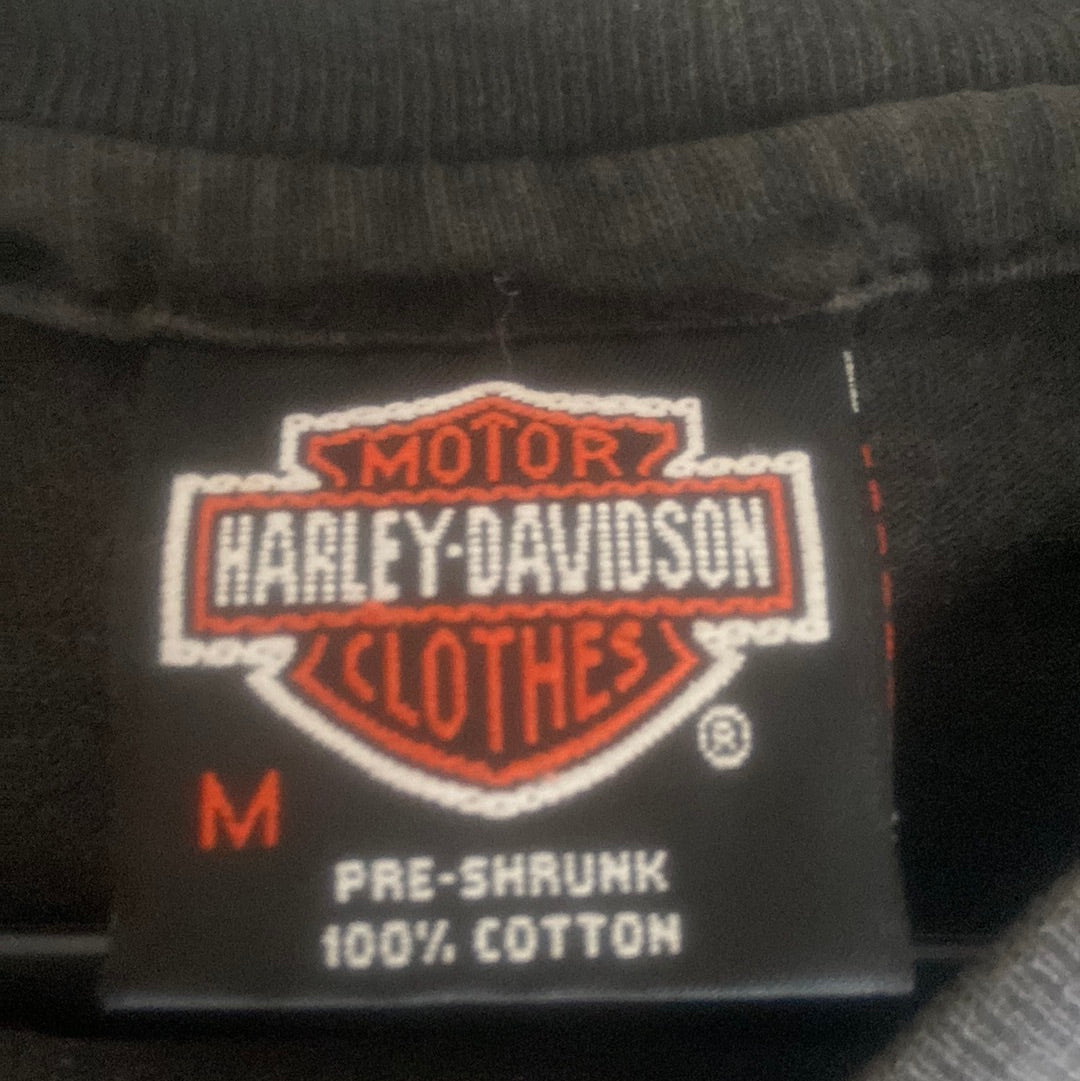 MOTOR
HARLEY-DAVIDSON
CLOTHES
®
M
PRE-SHRUNK
100% COTTON